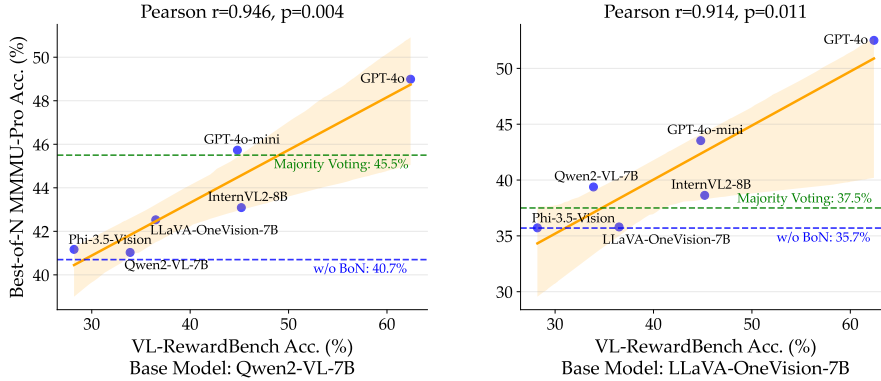 Pearson r=0.946, p=0.004
Best-of-N MMMU-Pro Acc. (%)
50
48
46
44
42
40
GPT-4o
GPT-4o-mini
Majority Voting: 45.5%
InternVL2-8B
LLaVA-OneVision-7B
Phi-3.5-Vision
Qwen2-VL-7B
w/o BoN: 40.7%
30
40
50
60
VL-RewardBench Acc. (%)
Base Model: Qwen2-VL-7B
Pearson r=0.914, p=0.011
50
45
40
35
30
GPT-4o
GPT-4o-mini
Qwen2-VL-7B
InternVL2-8B
Majority Voting: 37.5%
Phi-3.5-Vision
LLaVA-OneVision-7B
w/o BoN: 35.7%
30
40
50
60
VL-RewardBench Acc. (%)
Base Model: LLaVA-OneVision-7B